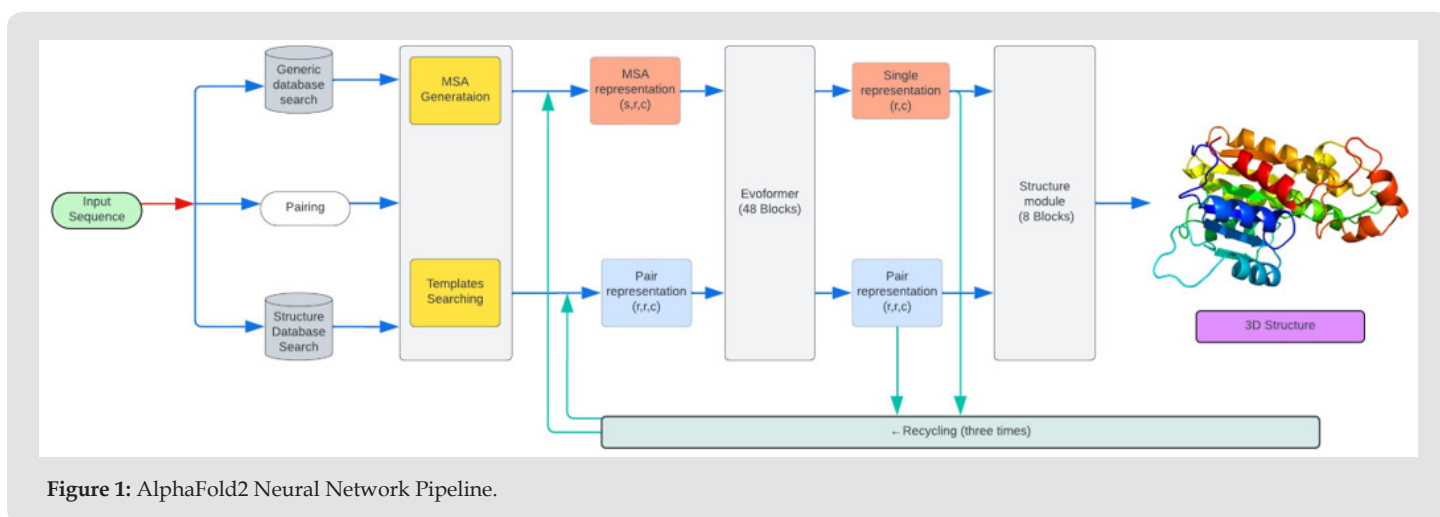 Generic
database
search
MSA
Generataion
MSA
representation
(s,r,c)
Single
representation
(r,c)
Input
Sequence
Pairing
Evoformer
(48 Blocks)
Structure
module
(8 Blocks)
Structure
Database
Search
Templates
Searching
Pair
representation
(r,r,c)
Pair
representation
(r,r,c)
3D Structure
←Recycling (three times)
Figure 1: AlphaFold2 Neural Network Pipeline.